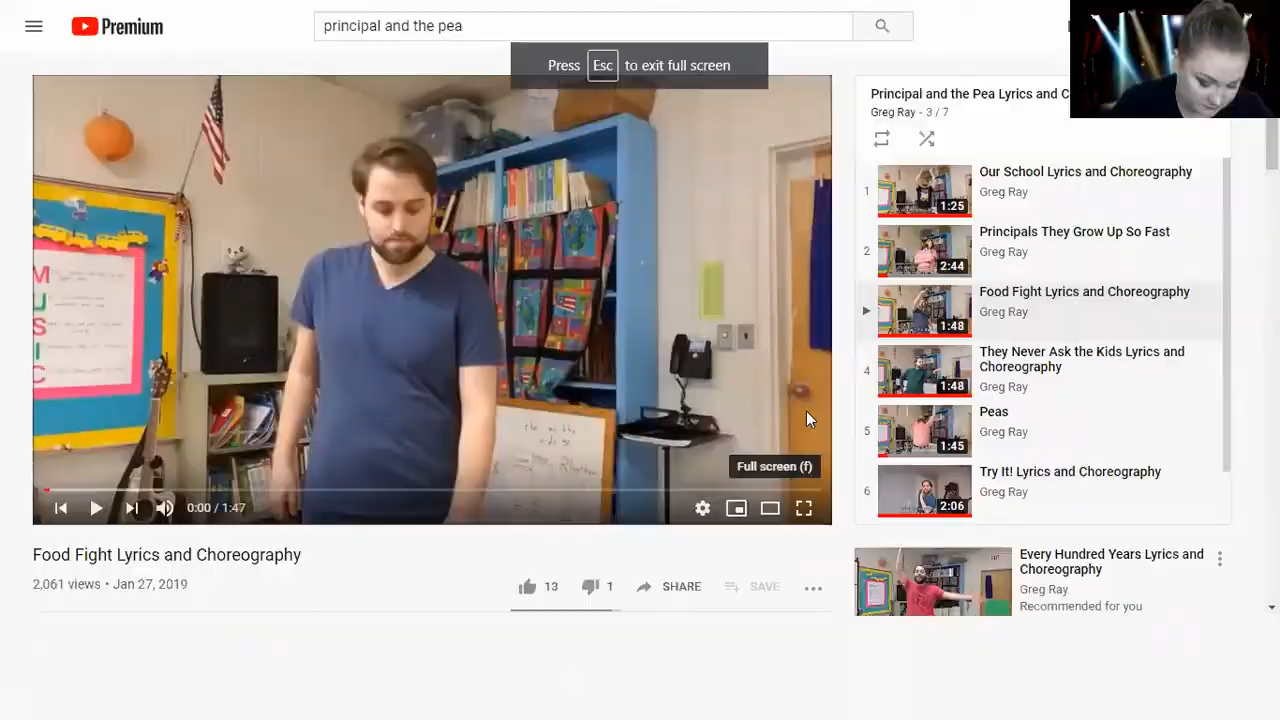 Premium
principal and the pea
Press Esc to exit full screen
Principal and the Pea Lyrics and C
Greg Ray - 3 / 7
1
Our School Lyrics and Choreography
Greg Ray
1:25
2
Principals They Grow Up So Fast
Greg Ray
2:44
Food Fight Lyrics and Choreography
Greg Ray
1:48
4
They Never Ask the Kids Lyrics and
Choreography
Greg Ray
1:48
5
Peas
Greg Ray
1:45
6
Try It! Lyrics and Choreography
Greg Ray
2:06
M
U
S
I
C
Full screen (f)
0:00 / 1:47
Food Fight Lyrics and Choreography
2,061 views • Jan 27, 2019
13
1
SHARE
SAVE
Every Hundred Years Lyrics and
Choreography
Greg Ray
Recommended for you